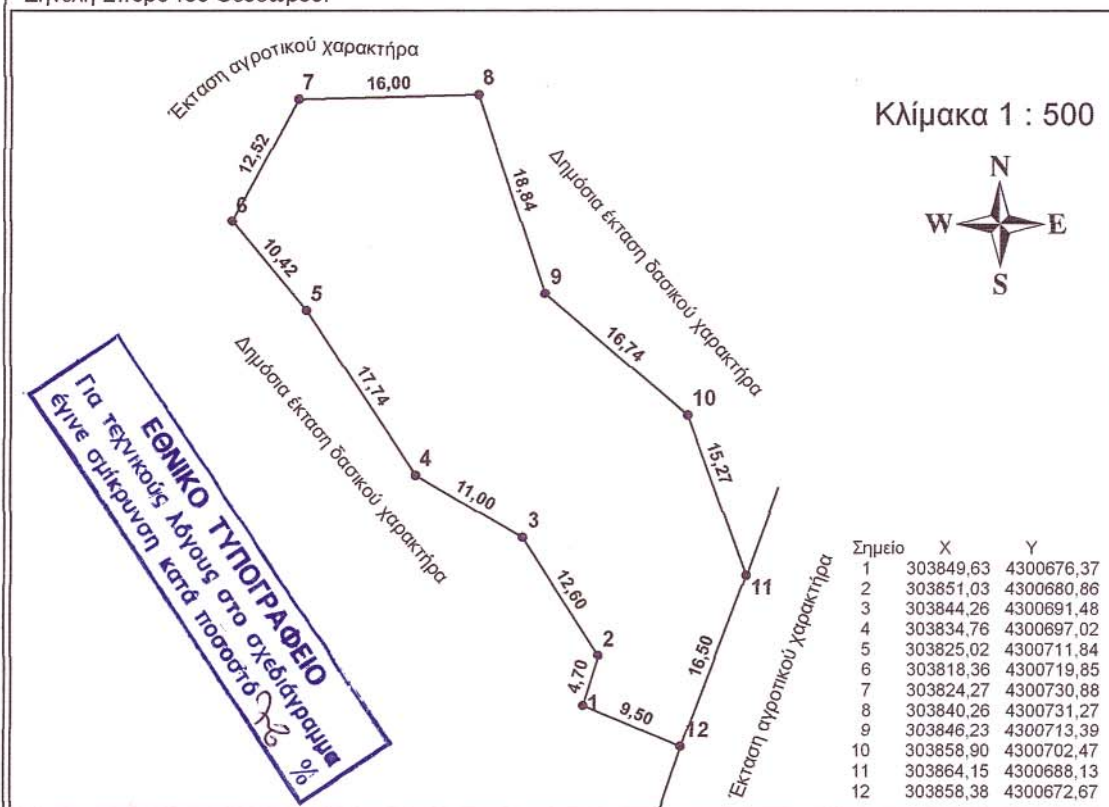 Έκταση αγροτικού χαρακτήρα
Κλίμακα 1 : 500
N
W E
S
7
16,00
8
12,52
18,84
Δημόσια έκταση δασικού χαρακτήρα
6
10,42
5
9
16,74
10
17,74
Δημόσια έκταση δασικού χαρακτήρα
4
11,00
3
15,27
11
12,60
2
4,70
1
9,50
16,50
12
Έκταση αγροτικού χαρακτήρα
ΕΘΝΙΚΟ ΤΥΠΟΓΡΑΦΕΙΟ
Για τεχνικούς λόγους στο σχεδιάγραμμα
έγινε σμίκρυνση κατά ποσοστό %
Σημείο X Y
1 303849,63 4300676,37
2 303851,03 4300680,86
3 303844,26 4300691,48
4 303834,76 4300697,02
5 303825,02 4300711,84
6 303818,36 4300719,85
7 303824,27 4300730,88
8 303840,26 4300731,27
9 303846,23 4300713,39
10 303858,90 4300702,47
11 303864,15 4300688,13
12 303858,38 4300672,67